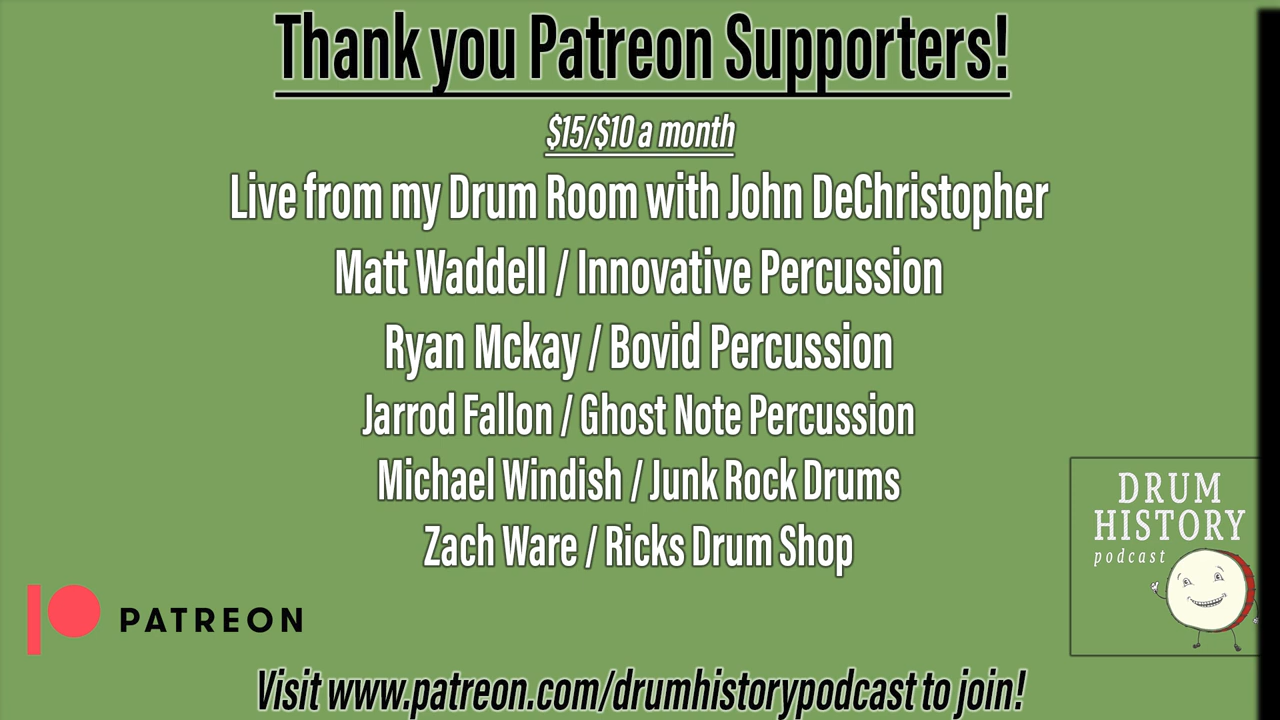 Thank you Patreon Supporters!
$15/$10 a month
Live from my Drum Room with John DeChristopher
Matt Waddell / Innovative Percussion
Ryan Mckay / Bovid Percussion
Jarrod Fallon / Ghost Note Percussion
Michael Windish / Junk Rock Drums
Zach Ware / Ricks Drum Shop
DRUM
HISTORY
podcast
PATREON
Visit www.patreon.com/drumhistorypodcast to join!